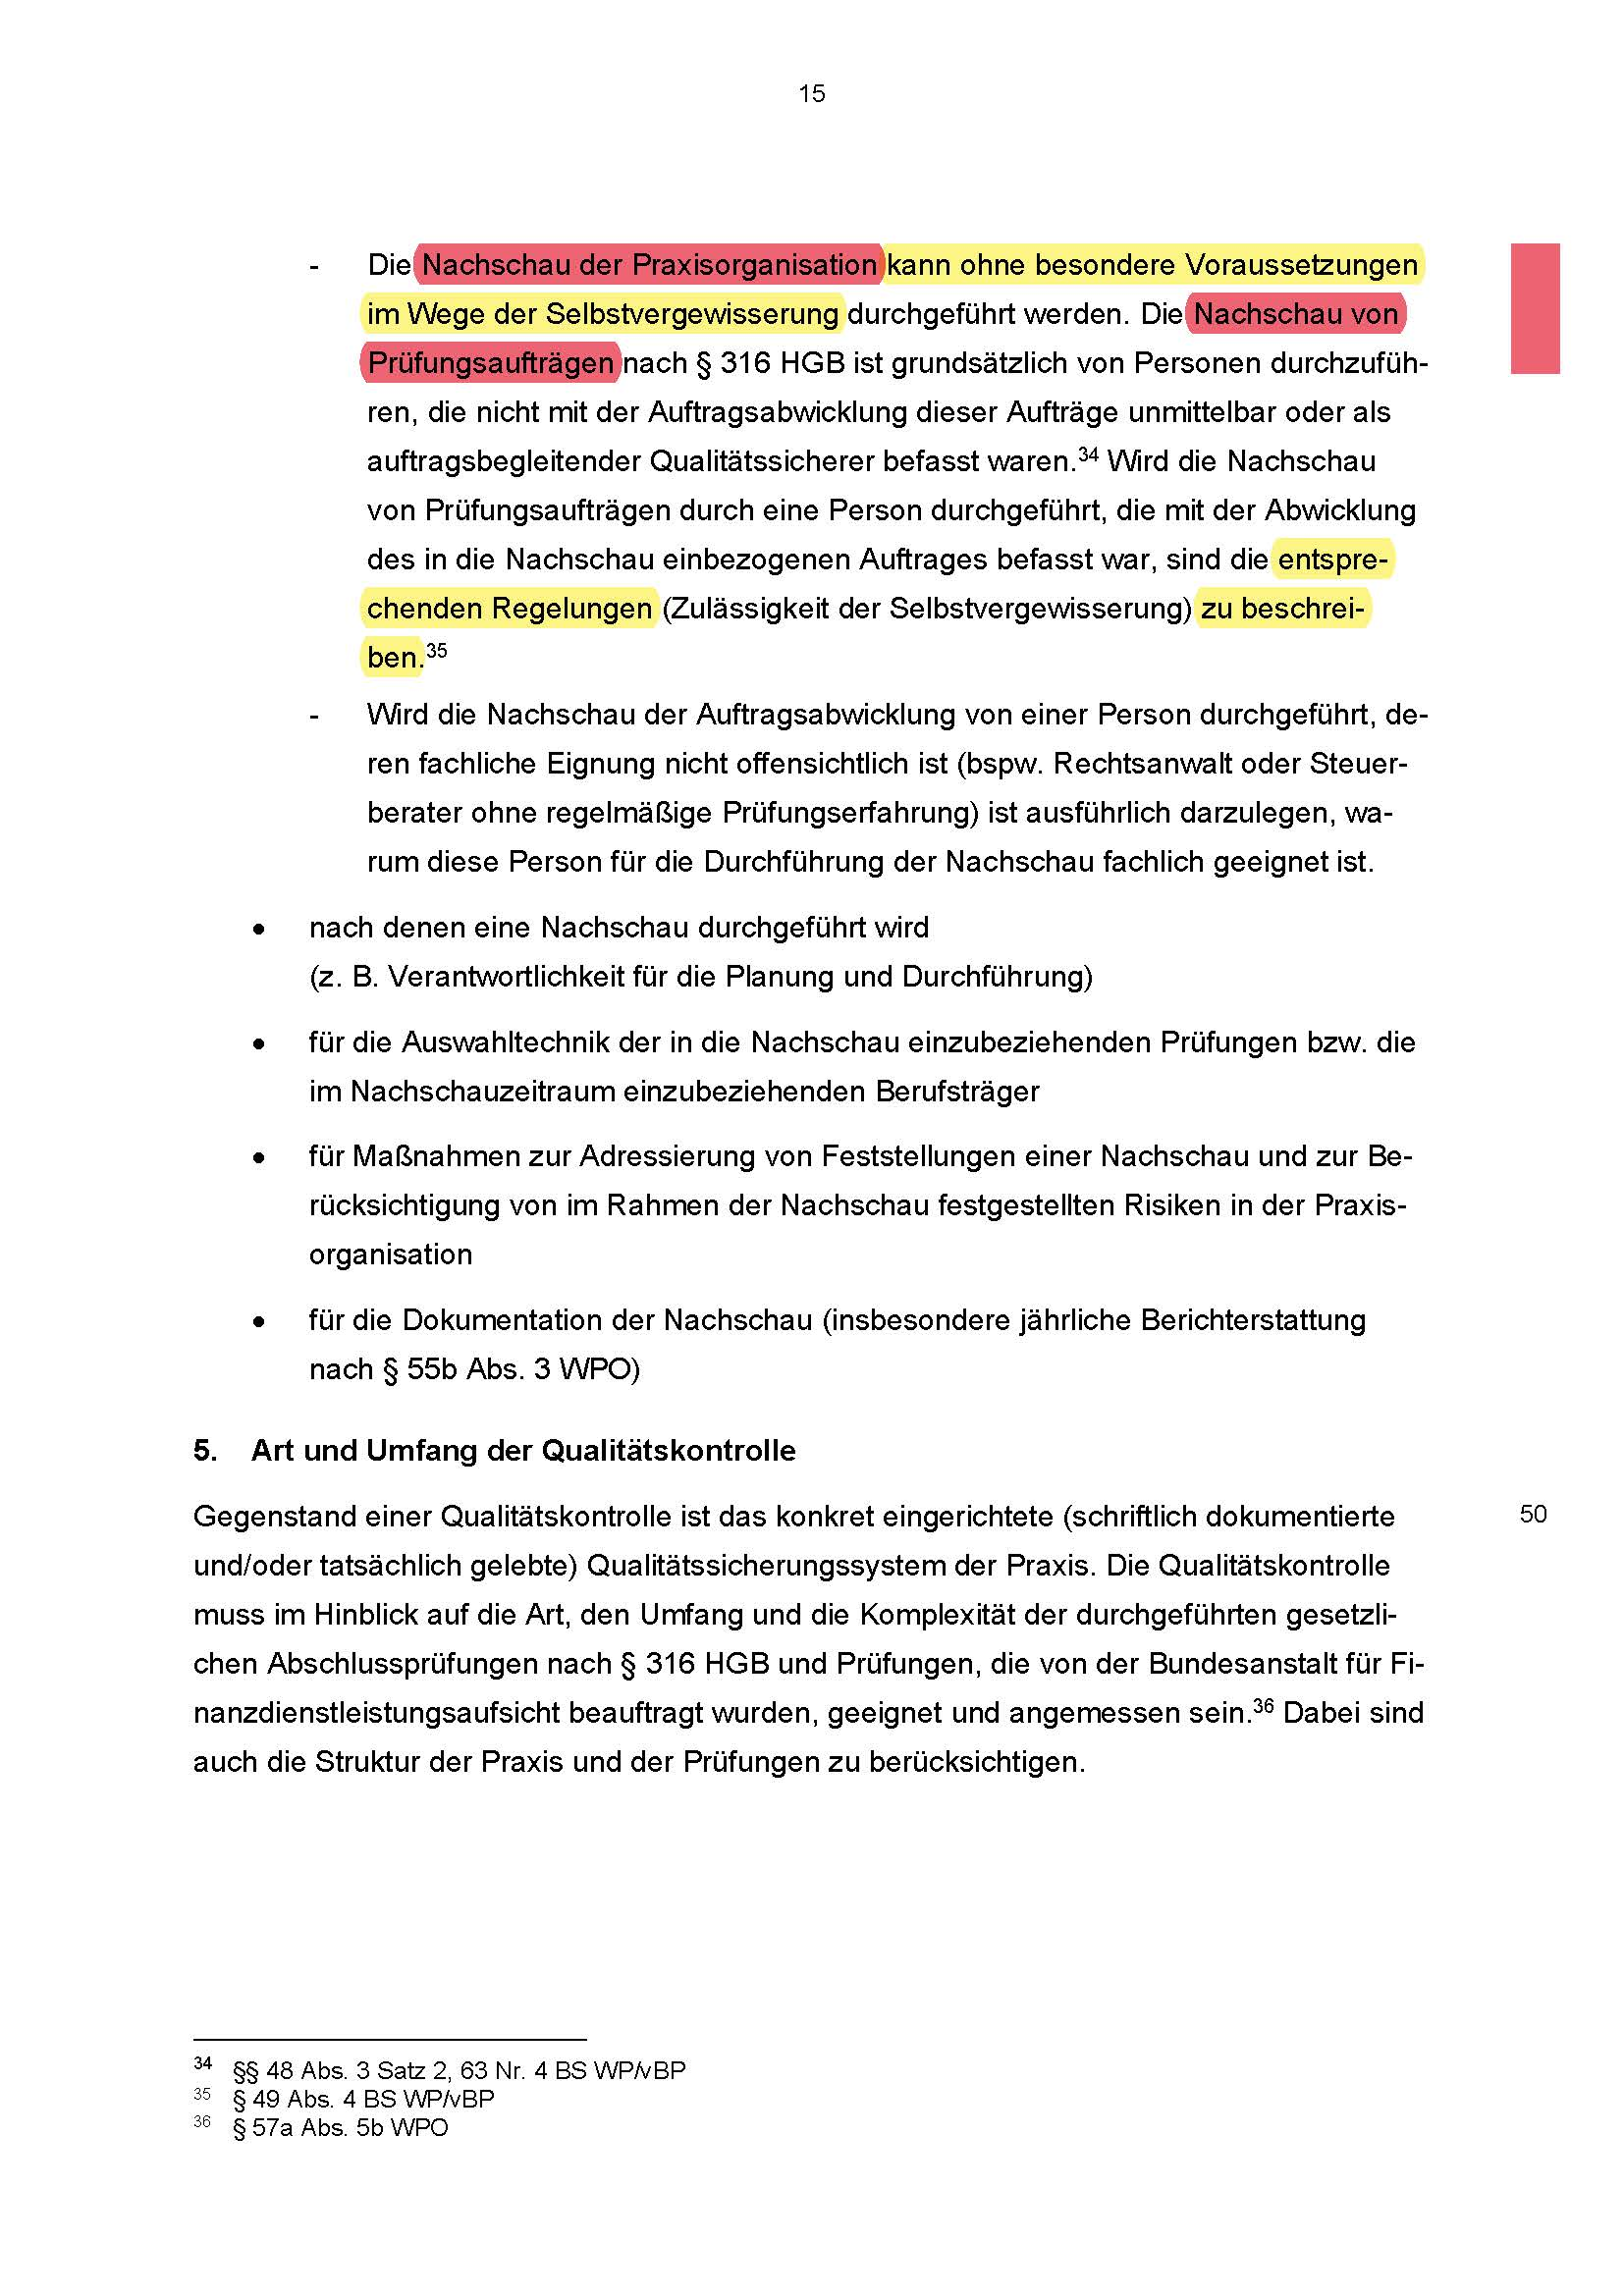 15
- Die Nachschau der Praxisorganisation kann ohne besondere Voraussetzungen
im Wege der Selbstvergewisserung durchgeführt werden. Die Nachschau von
Prüfungsaufträgen nach § 316 HGB ist grundsätzlich von Personen durchzufüh-
ren, die nicht mit der Auftragsabwicklung dieser Aufträge unmittelbar oder als
auftragsbegleitender Qualitätssicherer befasst waren.³⁴ Wird die Nachschau
von Prüfungsaufträgen durch eine Person durchgeführt, die mit der Abwicklung
des in die Nachschau einbezogenen Auftrages befasst war, sind die entspre-
chenden Regelungen (Zulässigkeit der Selbstvergewisserung) zu beschrei-
ben.³⁵
- Wird die Nachschau der Auftragsabwicklung von einer Person durchgeführt, de-
ren fachliche Eignung nicht offensichtlich ist (bspw. Rechtsanwalt oder Steuer-
berater ohne regelmäßige Prüfungserfahrung) ist ausführlich darzulegen, wa-
rum diese Person für die Durchführung der Nachschau fachlich geeignet ist.
• nach denen eine Nachschau durchgeführt wird
(z. B. Verantwortlichkeit für die Planung und Durchführung)
• für die Auswahltechnik der in die Nachschau einzubeziehenden Prüfungen bzw. die
im Nachschauzeitraum einzubeziehenden Berufsträger
• für Maßnahmen zur Adressierung von Feststellungen einer Nachschau und zur Be-
rücksichtigung von im Rahmen der Nachschau festgestellten Risiken in der Praxis-
organisation
• für die Dokumentation der Nachschau (insbesondere jährliche Berichterstattung
nach § 55b Abs. 3 WPO)
5. Art und Umfang der Qualitätskontrolle
Gegenstand einer Qualitätskontrolle ist das konkret eingerichtete (schriftlich dokumentierte 50
und/oder tatsächlich gelebte) Qualitätssicherungssystem der Praxis. Die Qualitätskontrolle
muss im Hinblick auf die Art, den Umfang und die Komplexität der durchgeführten gesetzli-
chen Abschlussprüfungen nach § 316 HGB und Prüfungen, die von der Bundesanstalt für Fi-
nanzdienstleistungsaufsicht beauftragt wurden, geeignet und angemessen sein.³⁶ Dabei sind
auch die Struktur der Praxis und der Prüfungen zu berücksichtigen.
³⁴ §§ 48 Abs. 3 Satz 2, 63 Nr. 4 BS WP/vBP
³⁵ § 49 Abs. 4 BS WP/vBP
³⁶ § 57a Abs. 5b WPO